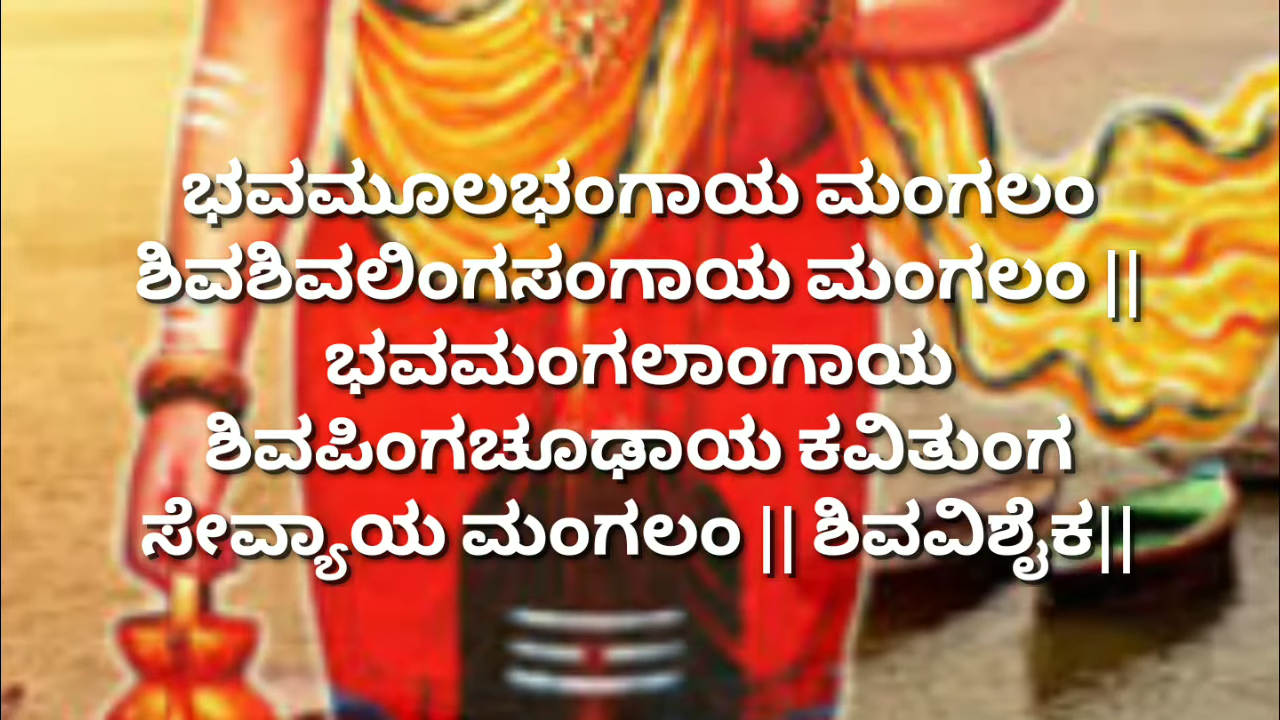 ಭವಮೂಲಭಂಗಾಯ ಮಂಗಲಂ
ಶಿವಶಿವಲಿಂಗಸಂಗಾಯ ಮಂಗಲಂ ||
ಭವಮಂಗಲಾಂಗಾಯ
ಶಿವಪಿಂಗಚೂಢಾಯ ಕವಿತುಂಗ
ಸೇವ್ಯಾಯ ಮಂಗಲಂ || ಶಿವವಿಶೈಕ||